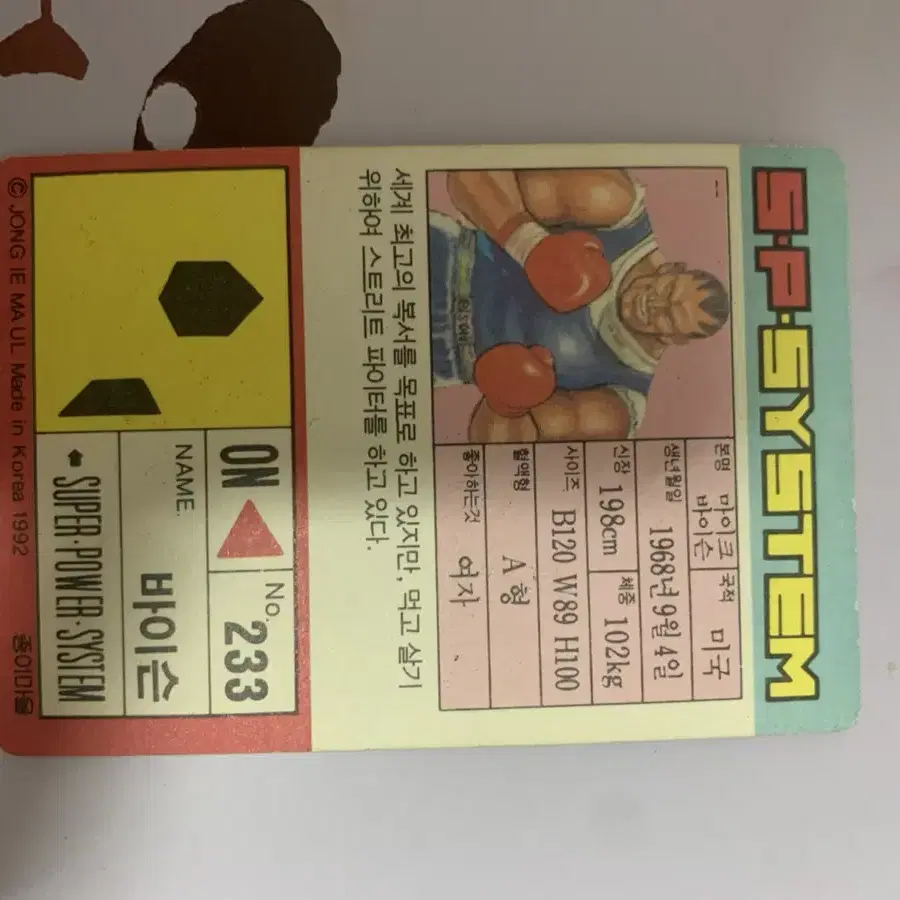 S·P·SYSTEM
본명 마이크 바이슨 국적 미국
생년월일 1968년 9월 4일
신장 198cm 체중 102kg
사이즈 B120 W89 H100
혈액형 A 형
좋아하는것 여자
세계 최고의 복서를 목표로 하고 있지만, 먹고 살기
위하여 스트리트 파이터를 하고 있다.
ON No. 233
NAME. 바이슨
SUPER·POWER·SYSTEM
© JONG IE MA UL Made in Korea 1992 종이마을